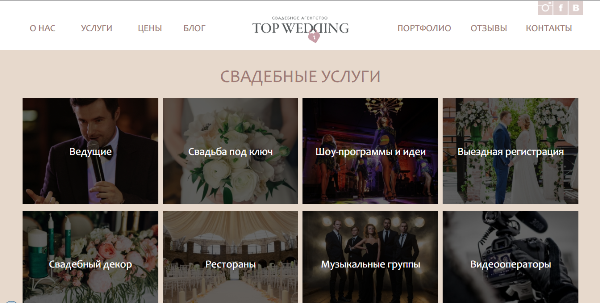 О НАС УСЛУГИ ЦЕНЫ БЛОГ
СВАДЕБНОЕ АГЕНТСТВО
TOP WEDDING
ПОРТФОЛИО ОТЗЫВЫ КОНТАКТЫ
СВАДЕБНЫЕ УСЛУГИ
Ведущие
Свадьба под ключ
Шоу-программы и идеи
Выездная регистрация
Свадебный декор
Рестораны
Музыкальные группы
Видеооператоры